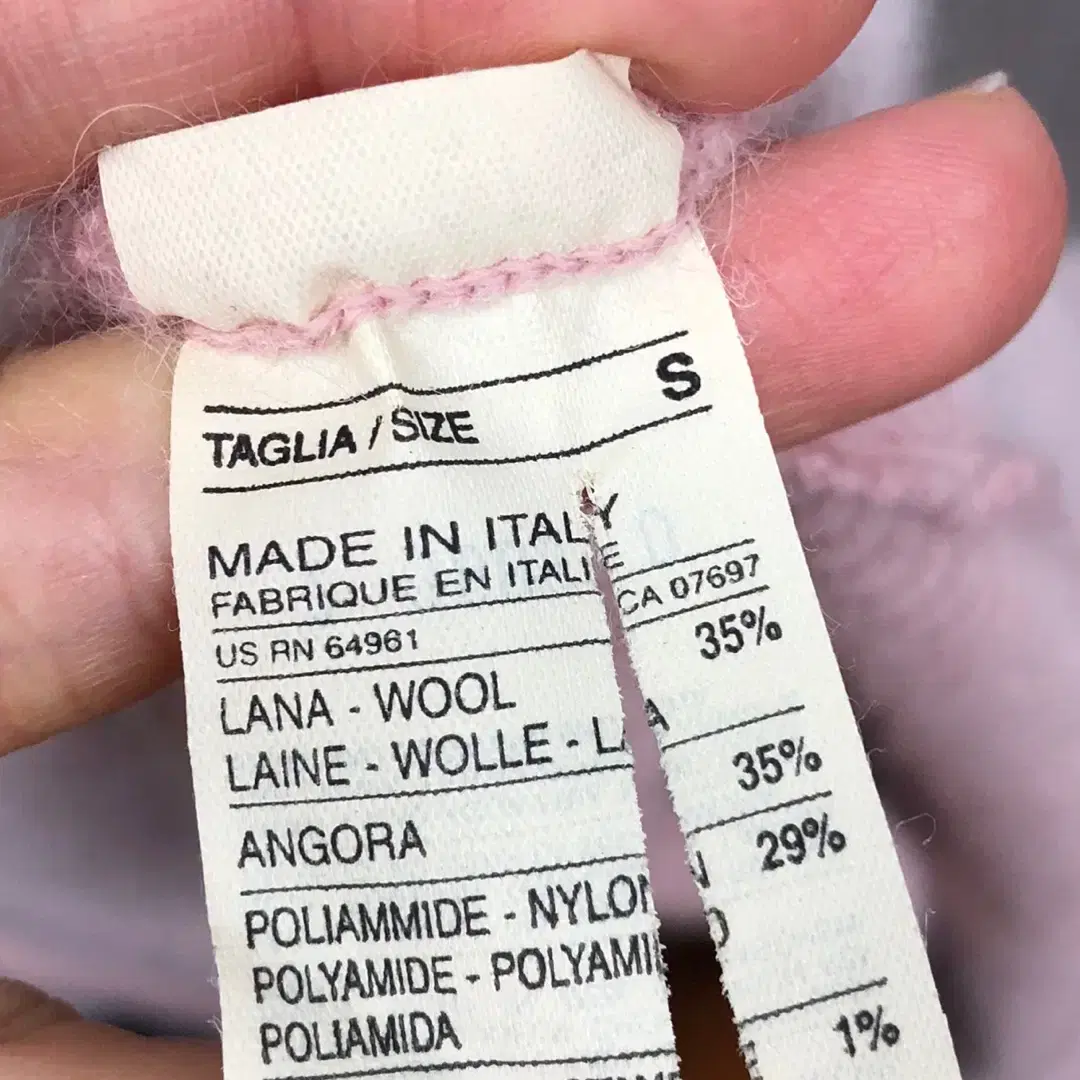 TAGLIA / SIZE S
MADE IN ITALY
FABRIQUE EN ITALIE
US RN 64961 CA 07697
LANA - WOOL 35%
LAINE - WOLLE -
ANGORA 35%
POLIAMMIDE - NYLON 29%
POLYAMIDE -
POLIAMIDA
1%